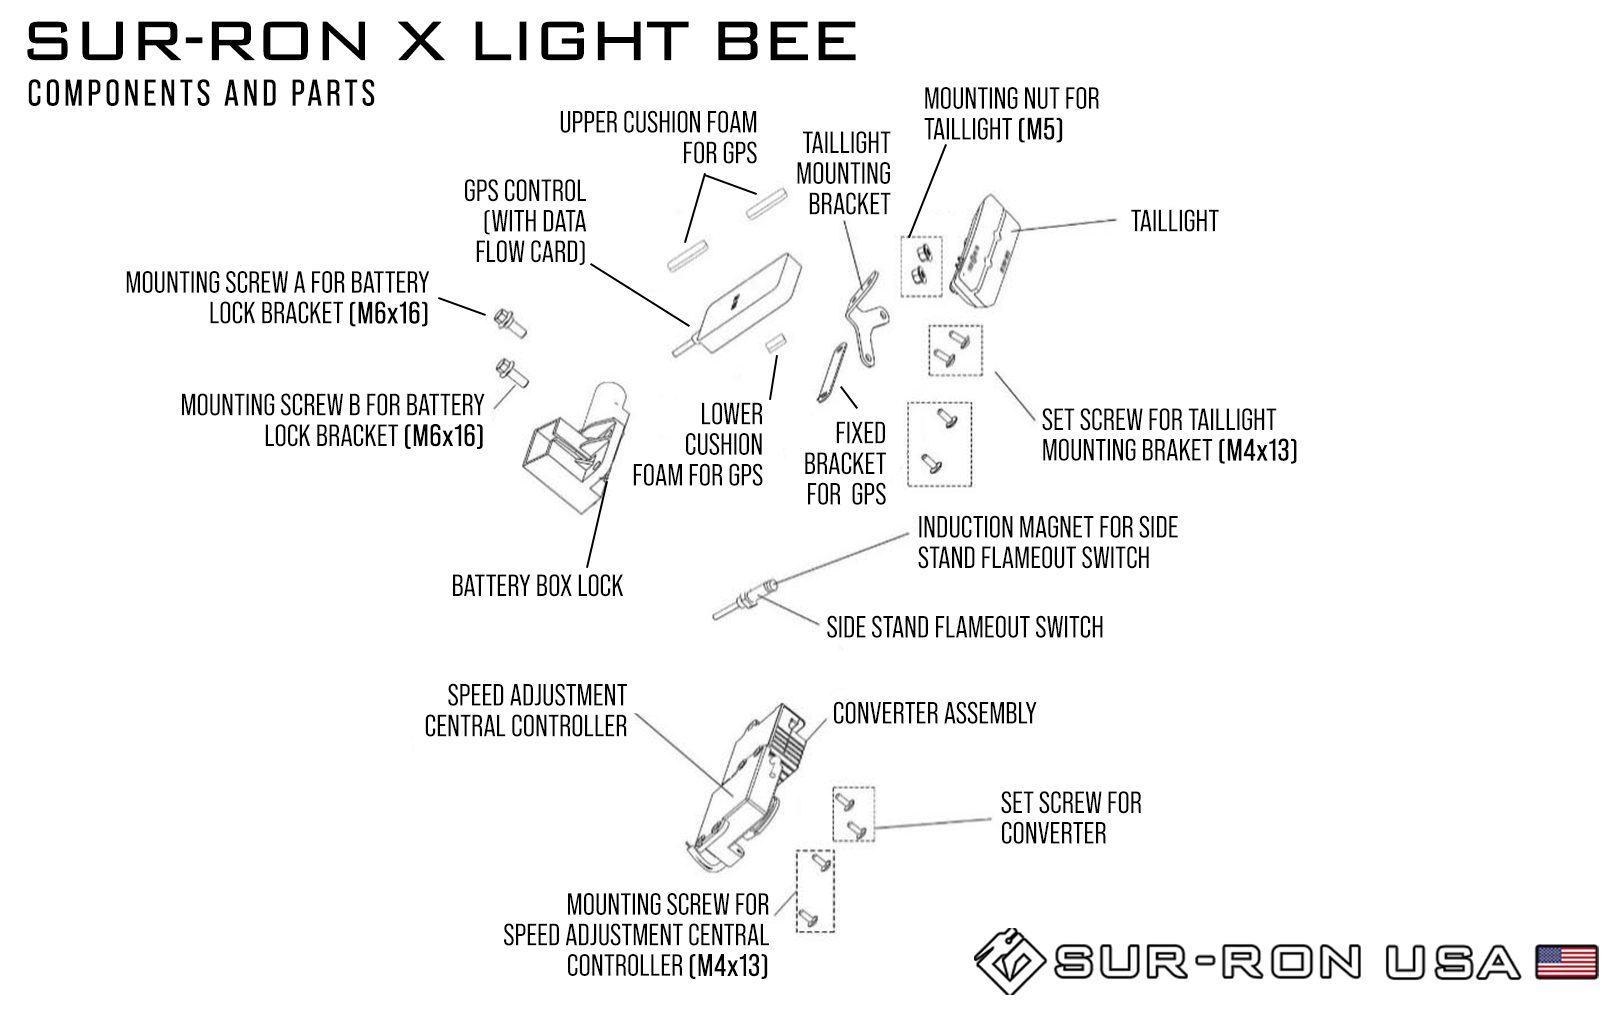 SUR-RON X LIGHT BEE
COMPONENTS AND PARTS
MOUNTING NUT FOR
TAILLIGHT (M5)
UPPER CUSHION FOAM
FOR GPS
TAILLIGHT
MOUNTING
BRACKET
GPS CONTROL
(WITH DATA
FLOW CARD)
TAILLIGHT
MOUNTING SCREW A FOR BATTERY
LOCK BRACKET (M6x16)
MOUNTING SCREW B FOR BATTERY
LOCK BRACKET (M6x16)
LOWER
CUSHION
FOAM FOR GPS
FIXED
BRACKET
FOR GPS
SET SCREW FOR TAILLIGHT
MOUNTING BRAKET (M4x13)
INDUCTION MAGNET FOR SIDE
STAND FLAMEOUT SWITCH
BATTERY BOX LOCK
SIDE STAND FLAMEOUT SWITCH
SPEED ADJUSTMENT
CENTRAL CONTROLLER
CONVERTER ASSEMBLY
SET SCREW FOR
CONVERTER
MOUNTING SCREW FOR
SPEED ADJUSTMENT CENTRAL
CONTROLLER (M4x13)
SUR-RON USA